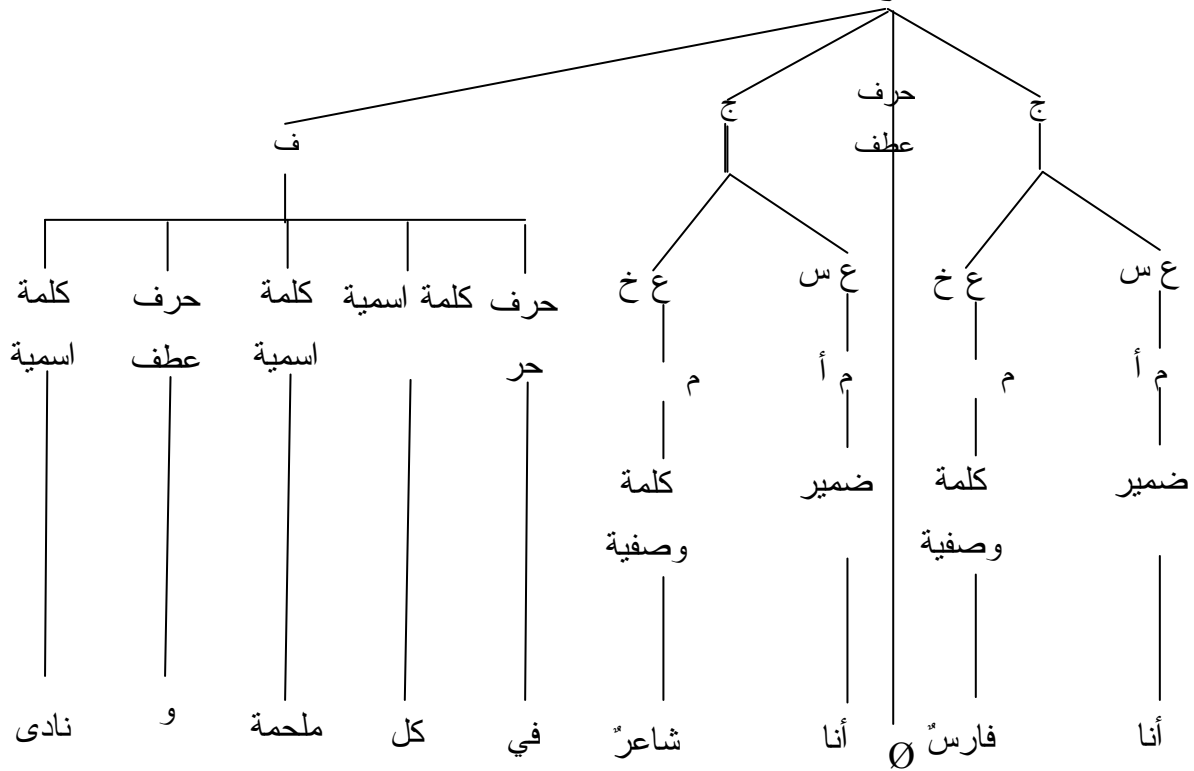 حرف
ج ج
عطف
ف
ع س ع خ ع س ع خ حرف كلمة اسمية كلمة حرف كلمة
حر اسمية عطف اسمية
م أ م م أ م
ضمير كلمة ضمير كلمة
وصفية وصفية
أنا فارسٌ Ø أنا شاعرٌ في كل ملحمة و نادى